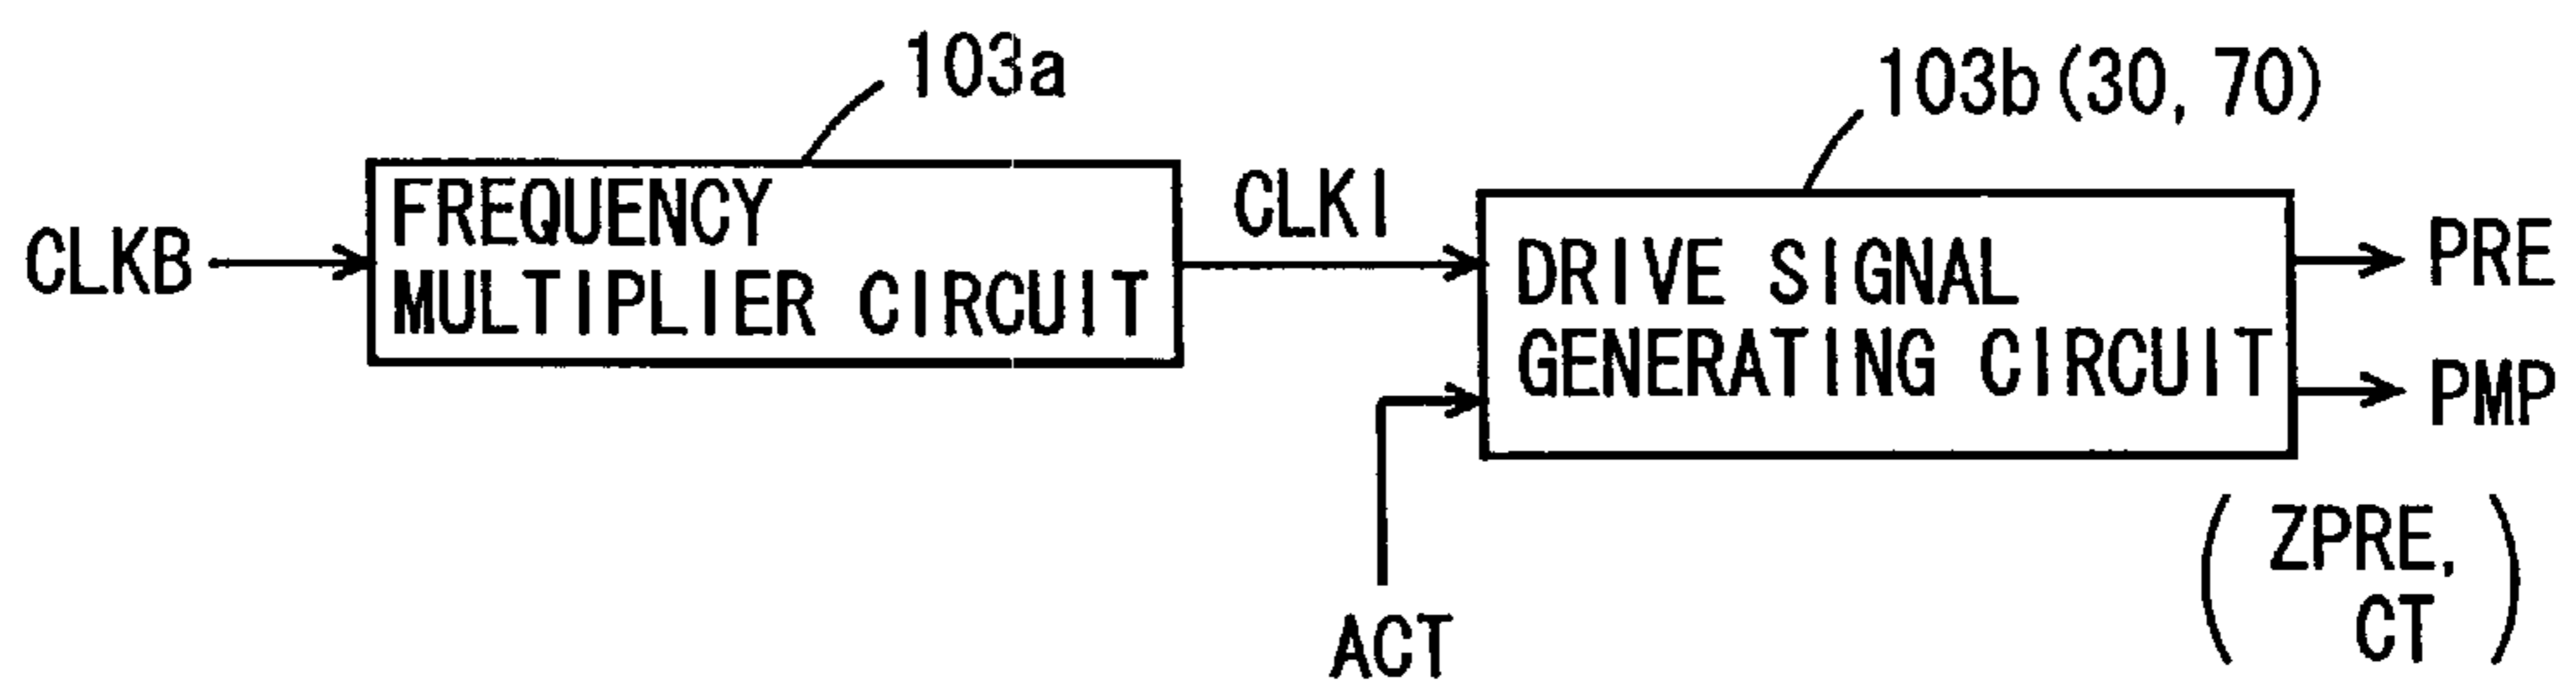 103a
103b(30, 70)
CLKB
FREQUENCY
MULTIPLIER CIRCUIT
CLKI
DRIVE SIGNAL
GENERATING CIRCUIT
PRE
PMP
ACT
(ZPRE,
CT)